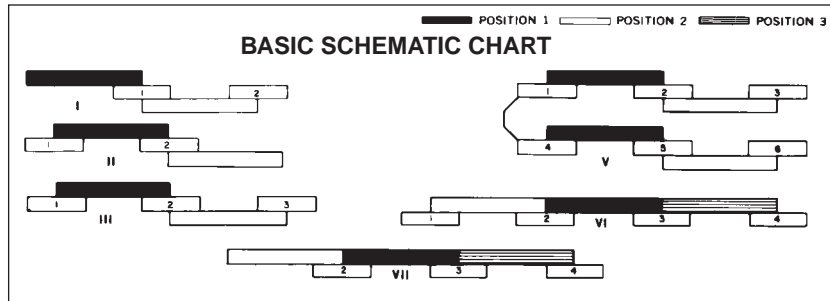 POSITION 1 POSITION 2 POSITION 3
BASIC SCHEMATIC CHART
1 2
I
1 2
II
1 2 3
III
1 2 3
4 5 6
V
1 2 3 4
VI
2 3 4
VII